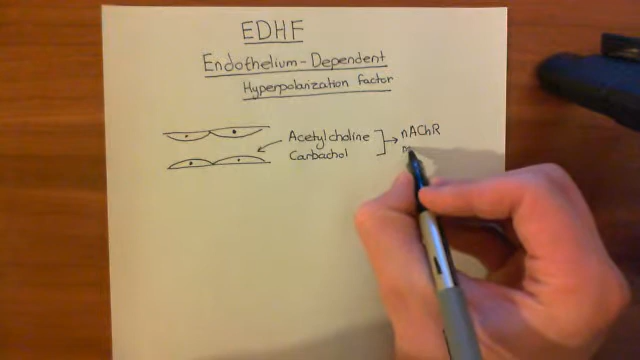 EDHF
Endothelium-Dependent
Hyperpolarization Factor
Acetylcholine
Carbachol
nAChR
m